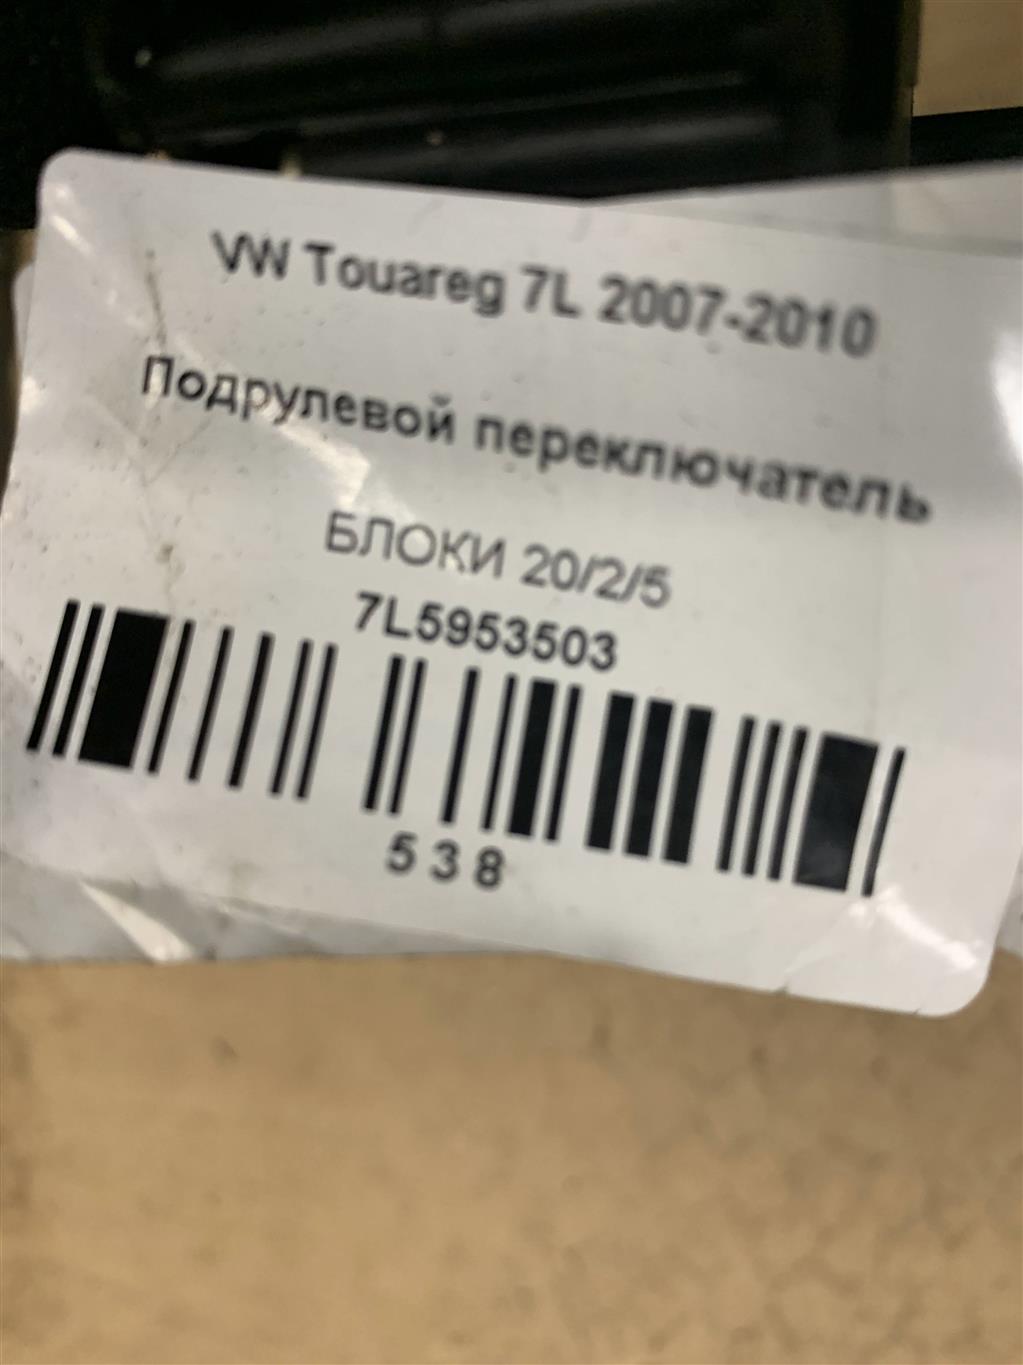 VW Touareg 7L 2007-2010
Подрулевой переключатель
БЛОКИ 20/2/5
7L5953503
538